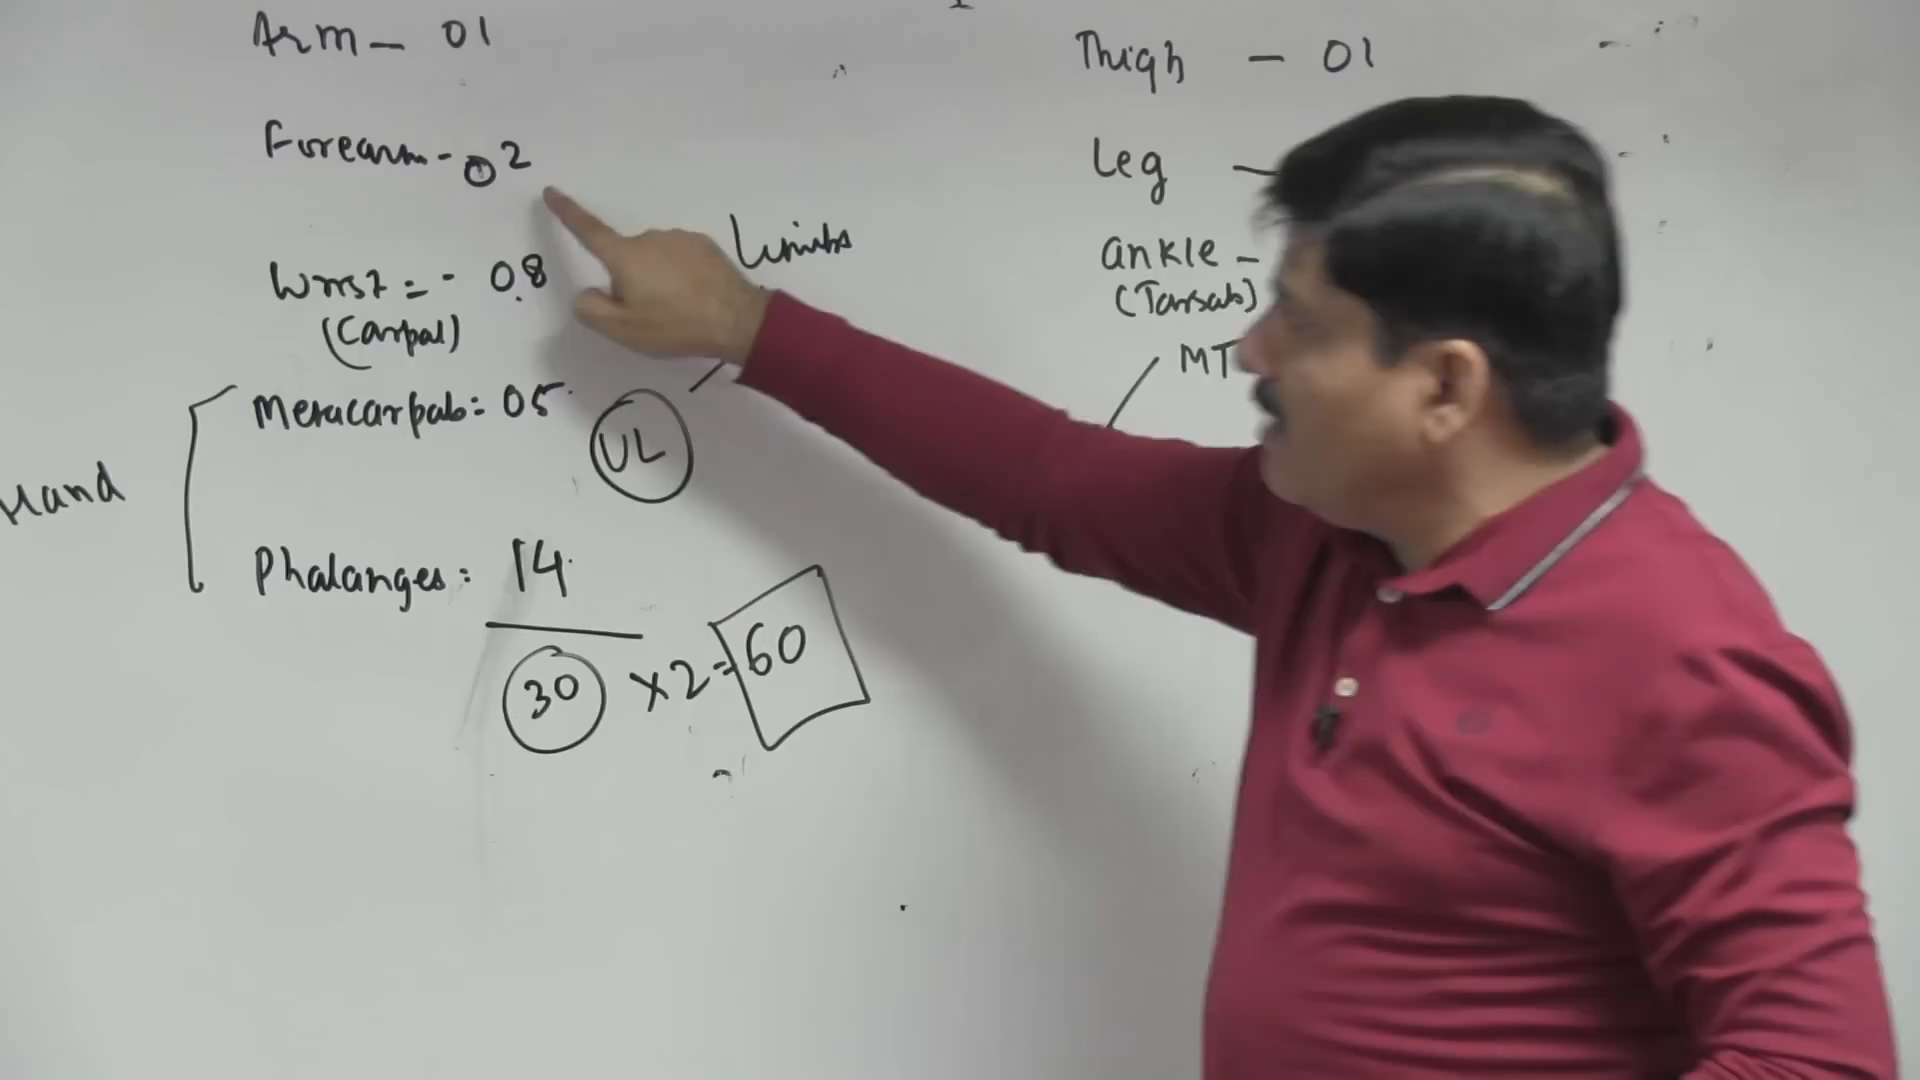 Arm - 01
Forearm - 02
Wrist = - 08
(Carpal)
Metacarpals = 05
Hand
Phalanges = 14
30 x 2 = 60
Limbs
UL
Thigh - 01
Leg -
Ankle -
(Tarsals)
MT